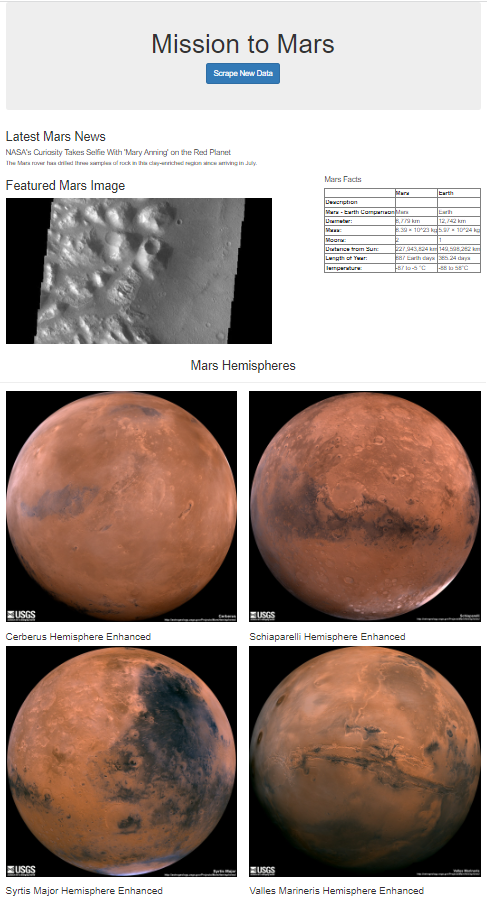 Mission to Mars
Scrape New Data
Latest Mars News
NASA's Curiosity Takes Selfie With 'Mary Anning' on the Red Planet
The Mars rover has drilled three samples of rock in this clay-enriched region since arriving in July.
Featured Mars Image
Mars Facts
Mars Earth
Description
Mars - Earth Comparison Mars Earth
Diameter: 6,779 km 12,742 km
Mass: 6.39 × 10^23 kg 5.97 × 10^24 kg
Moons: 2 1
Distance from Sun: 227,943,824 km 149,598,262 km
Length of Year: 687 Earth days 365.24 days
Temperature: -87 to -5 °C -88 to 58°C
Mars Hemispheres
USGS Cerberus
USGS Schiaparelli
Cerberus Hemisphere Enhanced
Schiaparelli Hemisphere Enhanced
USGS Syrtis Major
USGS Valles Marineris
Syrtis Major Hemisphere Enhanced
Valles Marineris Hemisphere Enhanced